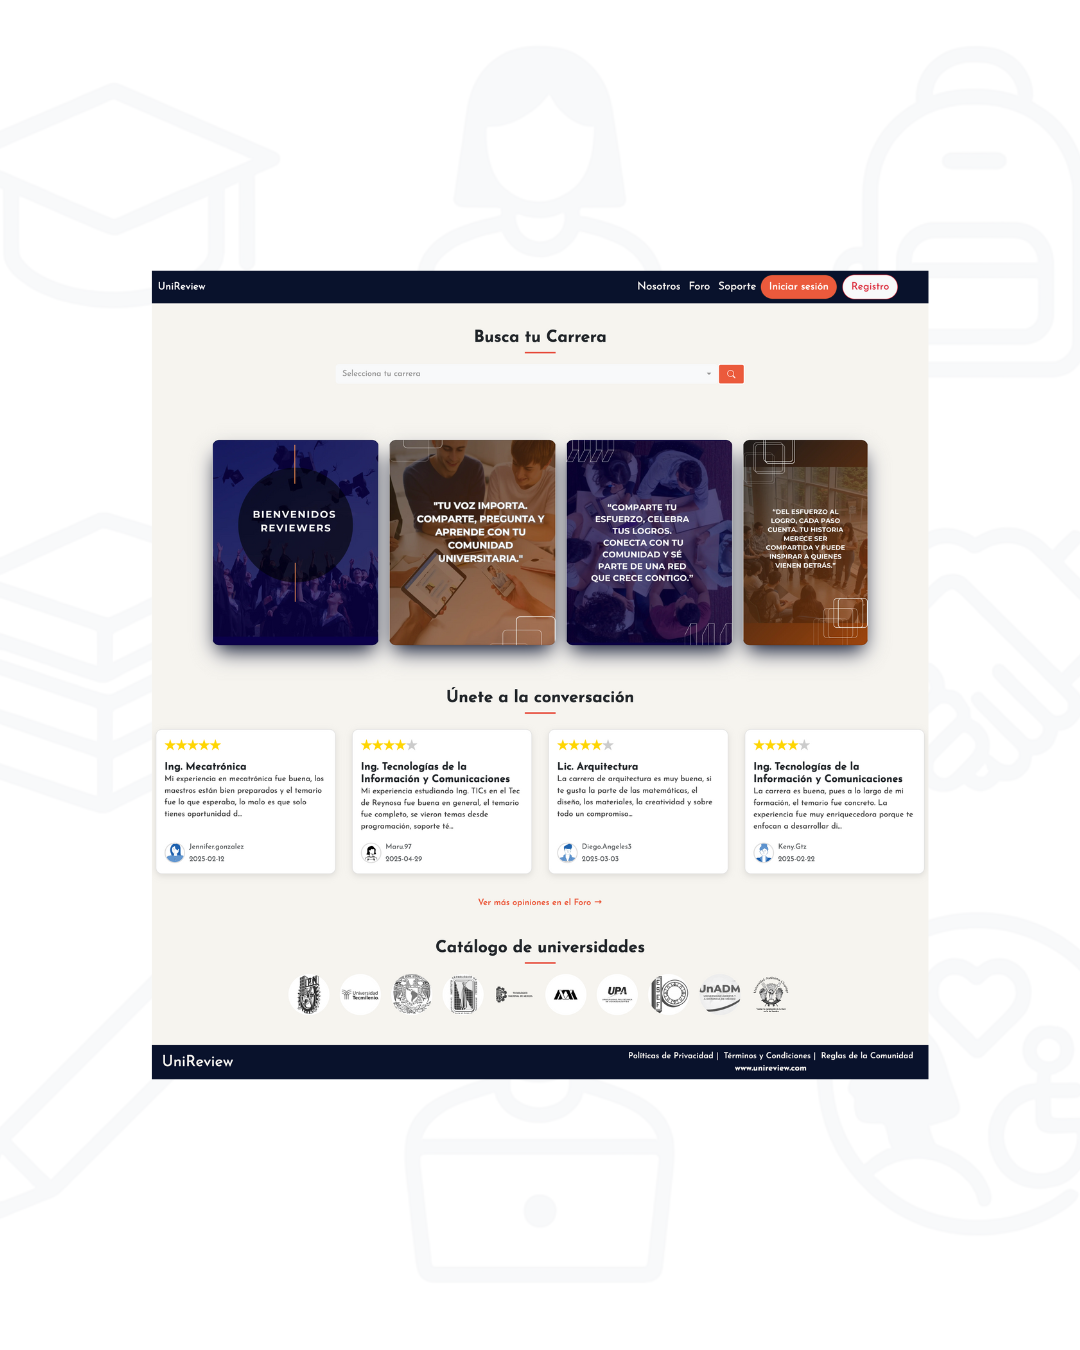 UniReview
Nosotros Foro Soporte Iniciar sesión Registro
Busca tu Carrera
Selecciona tu carrera
BIENVENIDOS
REVIEWERS
"TU VOZ IMPORTA.
COMPARTE, PREGUNTA Y
APRENDE CON TU
COMUNIDAD
UNIVERSITARIA."
"COMPARTE TU
ESFUERZO, CELEBRA
TUS LOGROS.
CONECTA CON TU
COMUNIDAD Y SÉ
PARTE DE UNA RED
QUE CRECE CONTIGO."
"DEL ESFUERZO AL
LOGRO, CADA PASO
CUENTA. TU HISTORIA
MERECE SER
COMPARTIDA Y PUEDE
INSPIRAR A QUIENES
VIENEN DETRÁS."
Únete a la conversación
Ing. Mecatrónica
Mi experiencia en mecatrónica fue buena, los
maestros están bien preparados y el temario
fue lo que esperaba, lo malo es que solo
tienes oportunidad d...
Jennifer.gonzalez
2025-02-12
Ing. Tecnologías de la
Información y Comunicaciones
Mi experiencia estudiando Ing. TICs en el Tec
de Reynosa fue buena en general, el temario
fue completo, se vieron temas desde
programación, soporte té...
Maru.97
2025-04-29
Lic. Arquitectura
La carrera de arquitectura es muy buena, si
te gusta la parte de las matemáticas, el
diseño, los materiales, la creatividad y sobre
todo un compromiso...
Diego.Angeles3
2025-03-03
Ing. Tecnologías de la
Información y Comunicaciones
La carrera es buena, pues a lo largo de mi
formación, el temario fue concreto. La
experiencia fue muy enriquecedora porque te
enfocan a desarrollar di...
Keny.Grz
2025-02-22
Ver más opiniones en el Foro →
Catálogo de universidades
Universidad
Tecmilenio
UPA
UnADM
UniReview
Políticas de Privacidad | Términos y Condiciones | Reglas de la Comunidad
www.unireview.com